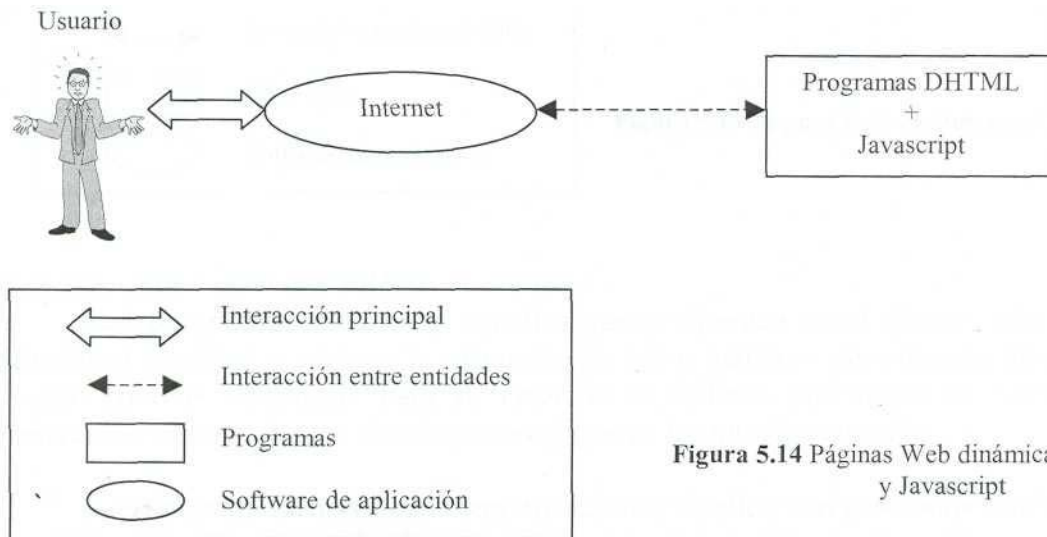 Usuario
Internet
Programas DHTML
+
Javascript
Interacción principal
Interacción entre entidades
Programas
Software de aplicación
Figura 5.14 Páginas Web dinámica
y Javascript